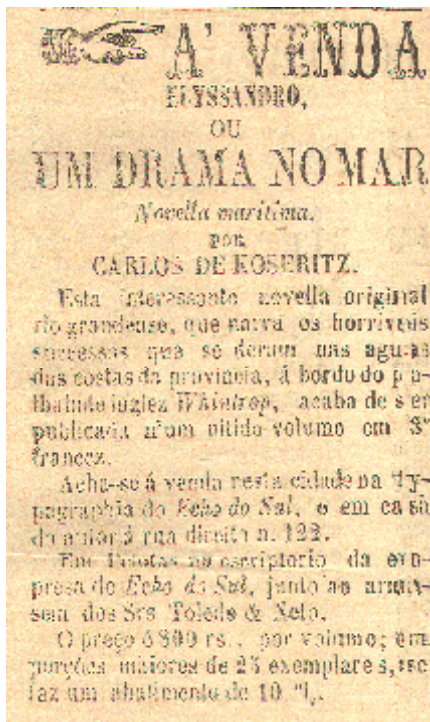 A' VENDA
ELYSSANDRO,
OU
UM DRAMA NO MAR
Novella maritima.
POR
CARLOS DE KOSERITZ.
Esta interessante novella original
rio grandense, que narra os horriveis
successos que se deram nas aguas
das costas da provincia, á bordo do pa-
lhabote inglez Whintrop, acaba de ser
publicada n'um nitido volume em 8º
francez.
Acha-se á venda nesta cidade na ty-
pographia do Echo do Sul, e em casa
do autor á rua direita n. 122.
Em Pelotas no escriptorio da em-
presa do Echo do Sul, junto ao arma-
sem dos Srs Toledo & Neto.
O preço é 800 rs., por volume; em
porções maiores de 25 exemplares, se
faz um abatimento de 10 %.